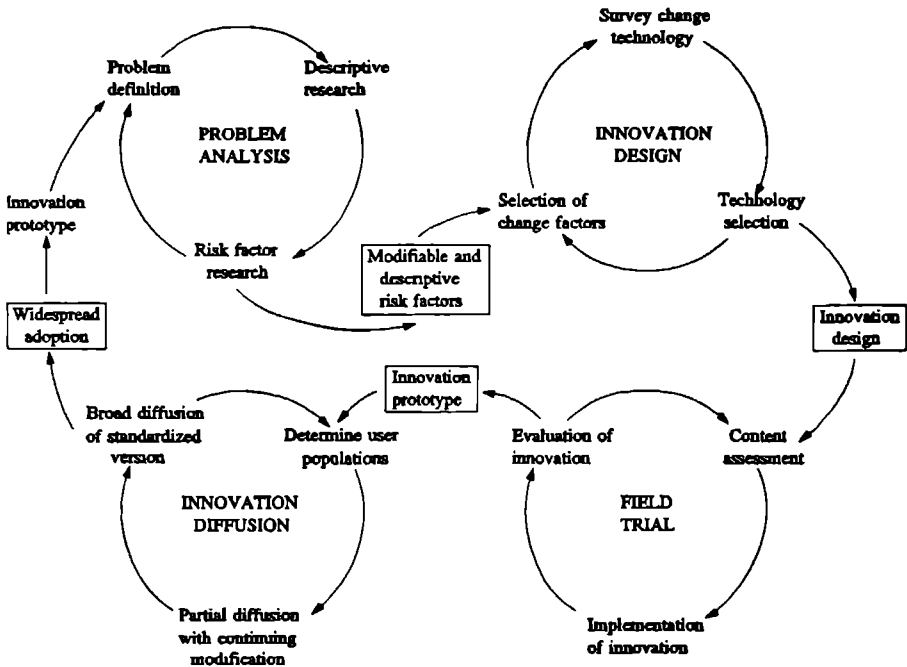 Problem
definition
Descriptive
research
PROBLEM
ANALYSIS
Risk factor
research
Survey change
technology
INNOVATION
DESIGN
Selection of
change factors
Technology
selection
Modifiable and
descriptive
risk factors
Innovation
prototype
Widespread
adoption
Innovation
design
Innovation
prototype
Broad diffusion
of standardized
version
Determine user
populations
INNOVATION
DIFFUSION
Partial diffusion
with continuing
modification
Evaluation of
innovation
Content
assessment
FIELD
TRIAL
Implementation
of innovation